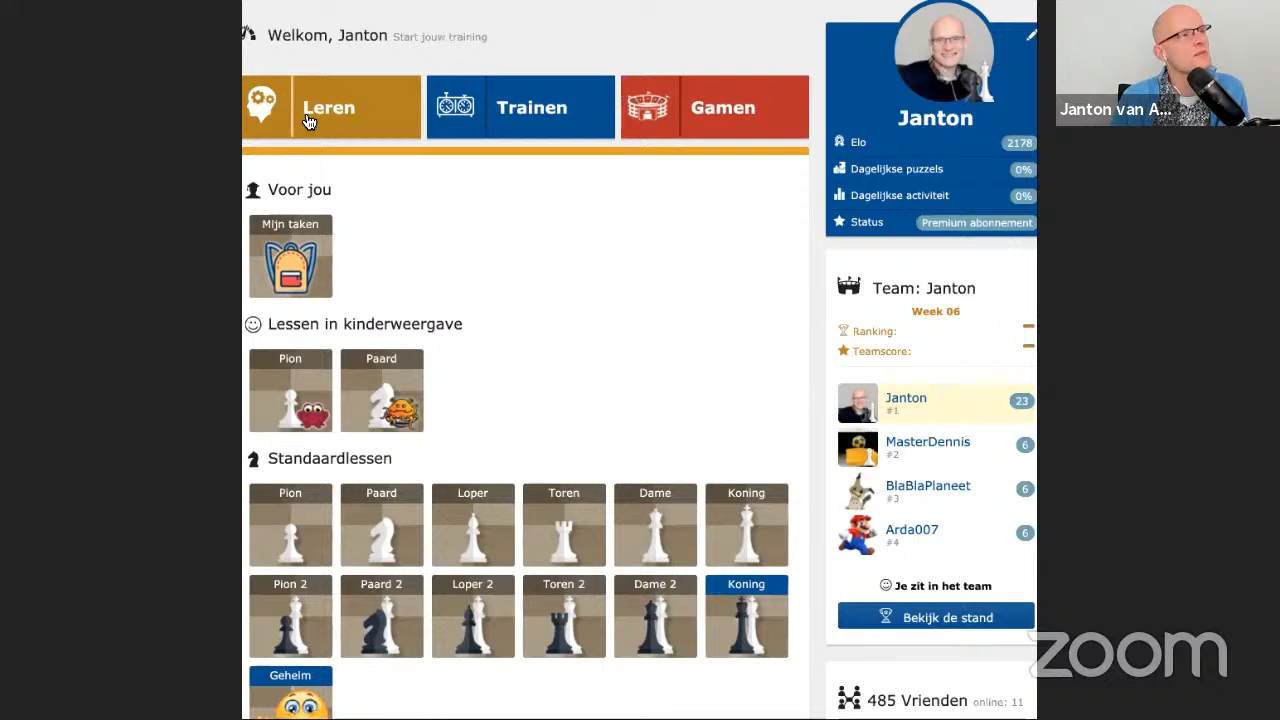 Welkom, Janton Start jouw training
Leren
Trainen
Gamen
Voor jou
Mijn taken
Lessen in kinderweergave
Pion
Paard
Standaardlessen
Pion
Paard
Loper
Toren
Dame
Koning
Pion 2
Paard 2
Loper 2
Toren 2
Dame 2
Koning
Geheim
Janton
Elo 2178
Dagelijkse puzzels 0%
Dagelijkse activiteit 0%
Status Premium abonnement
Team: Janton
Week 06
Ranking:
Teamscore:
Janton 23
#1
MasterDennis 6
#2
BlaBlaPlaneet 6
#3
Arda007 6
#4
Je zit in het team
Bekijk de stand
485 Vrienden online: 11
Janton van A...
zoom